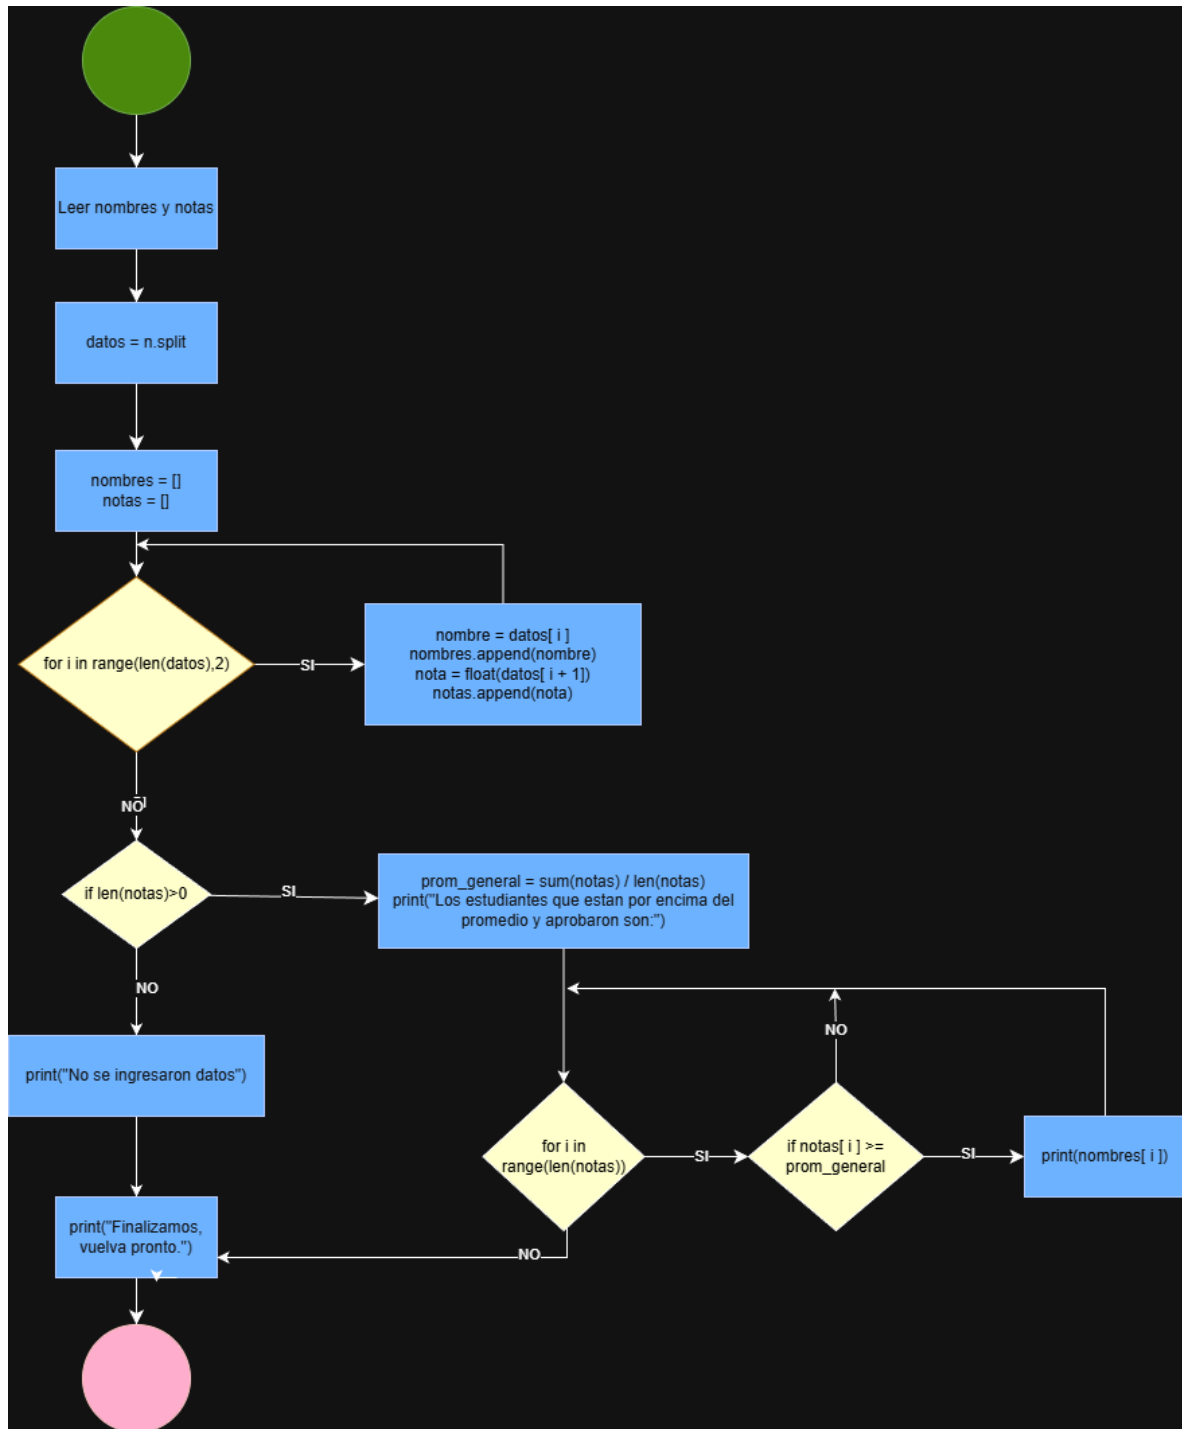 Leer nombres y notas
datos = n.split
nombres = []
notas = []
for i in range(len(datos),2)
SI
nombre = datos[ i ]
nombres.append(nombre)
nota = float(datos[ i + 1])
notas.append(nota)
NO
if len(notas)>0
SI
prom_general = sum(notas) / len(notas)
print("Los estudiantes que estan por encima del
promedio y aprobaron son:")
NO
print("No se ingresaron datos")
for i in
range(len(notas))
SI
if notas[ i ] >=
prom_general
NO
SI
print(nombres[ i ])
NO
print("Finalizamos,
vuelva pronto.")